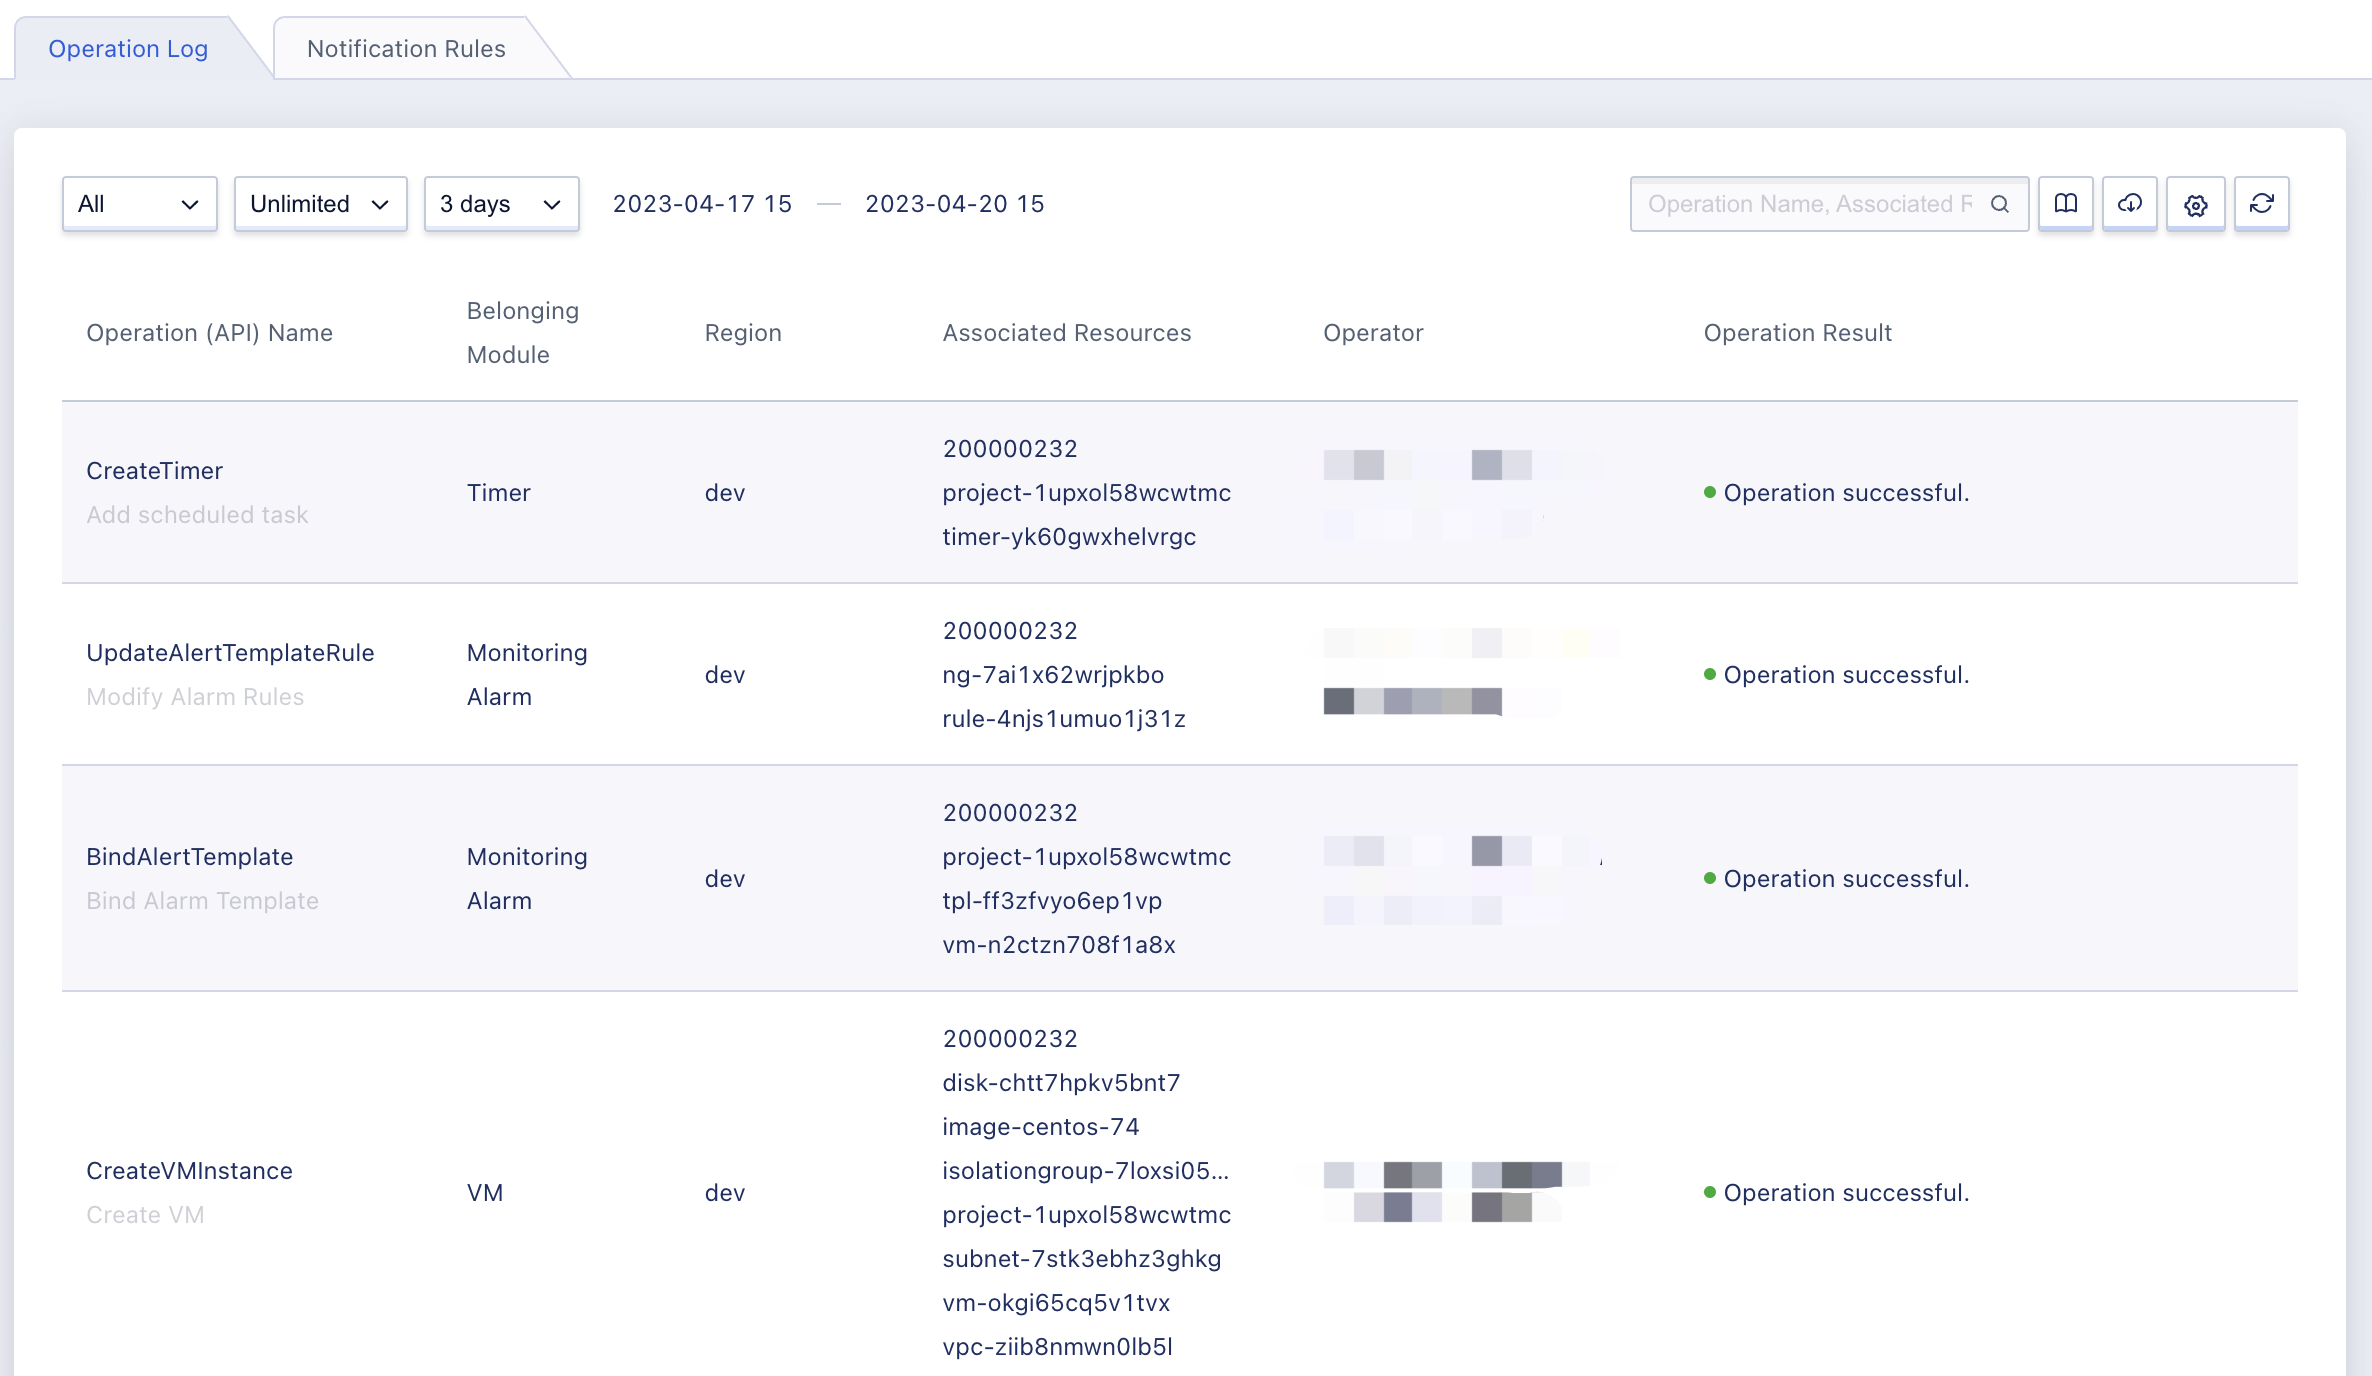 Operation Log
Notification Rules
All
Unlimited
3 days
2023-04-17 15 — 2023-04-20 15
Operation Name, Associated R
Operation (API) Name
Belonging
Module
Region
Associated Resources
Operator
Operation Result
CreateTimer
Add scheduled task
Timer
dev
200000232
project-1upxol58wcwtmc
timer-yk60gwxhelvrgc
Operation successful.
UpdateAlertTemplateRule
Modify Alarm Rules
Monitoring
Alarm
dev
200000232
ng-7ai1x62wrjpkbo
rule-4njs1umuo1j31z
Operation successful.
BindAlertTemplate
Bind Alarm Template
Monitoring
Alarm
dev
200000232
project-1upxol58wcwtmc
tpl-ff3zfvyo6ep1vp
vm-n2ctzn708f1a8x
Operation successful.
CreateVMInstance
Create VM
VM
dev
200000232
disk-chtt7hpkv5bnt7
image-centos-74
isolationgroup-7loxsi05...
project-1upxol58wcwtmc
subnet-7stk3ebhz3ghkg
vm-okgi65cq5v1tvx
vpc-ziib8nmwn0lb5l
Operation successful.